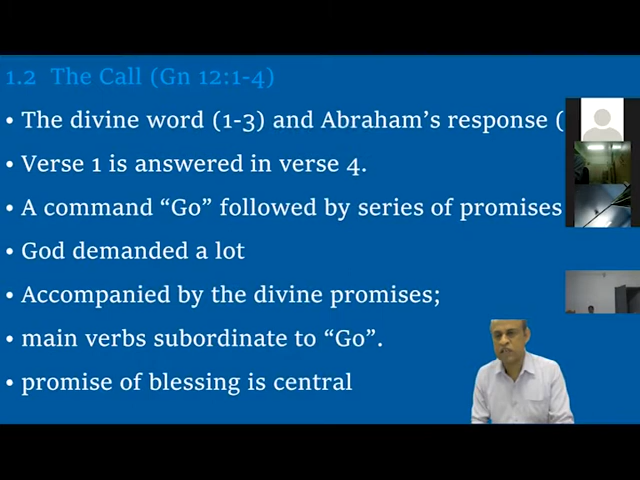 1.2 The Call (Gn 12:1-4)
• The divine word (1-3) and Abraham’s response (
• Verse 1 is answered in verse 4.
• A command “Go” followed by series of promises
• God demanded a lot
• Accompanied by the divine promises;
• main verbs subordinate to “Go”.
• promise of blessing is central